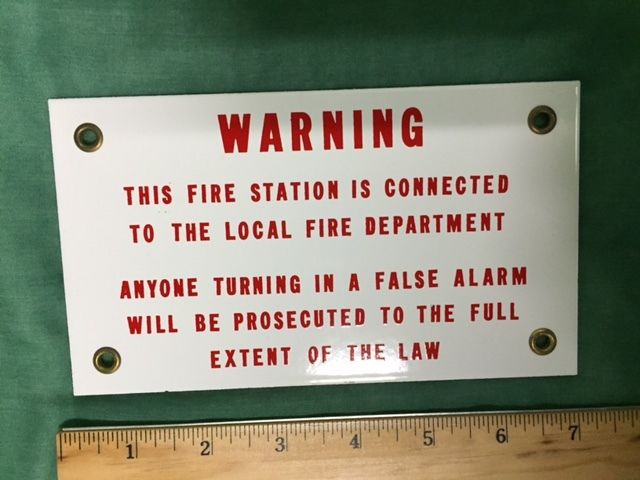 WARNING
THIS FIRE STATION IS CONNECTED
TO THE LOCAL FIRE DEPARTMENT
ANYONE TURNING IN A FALSE ALARM
WILL BE PROSECUTED TO THE FULL
EXTENT OF THE LAW
1 2 3 4 5 6 7